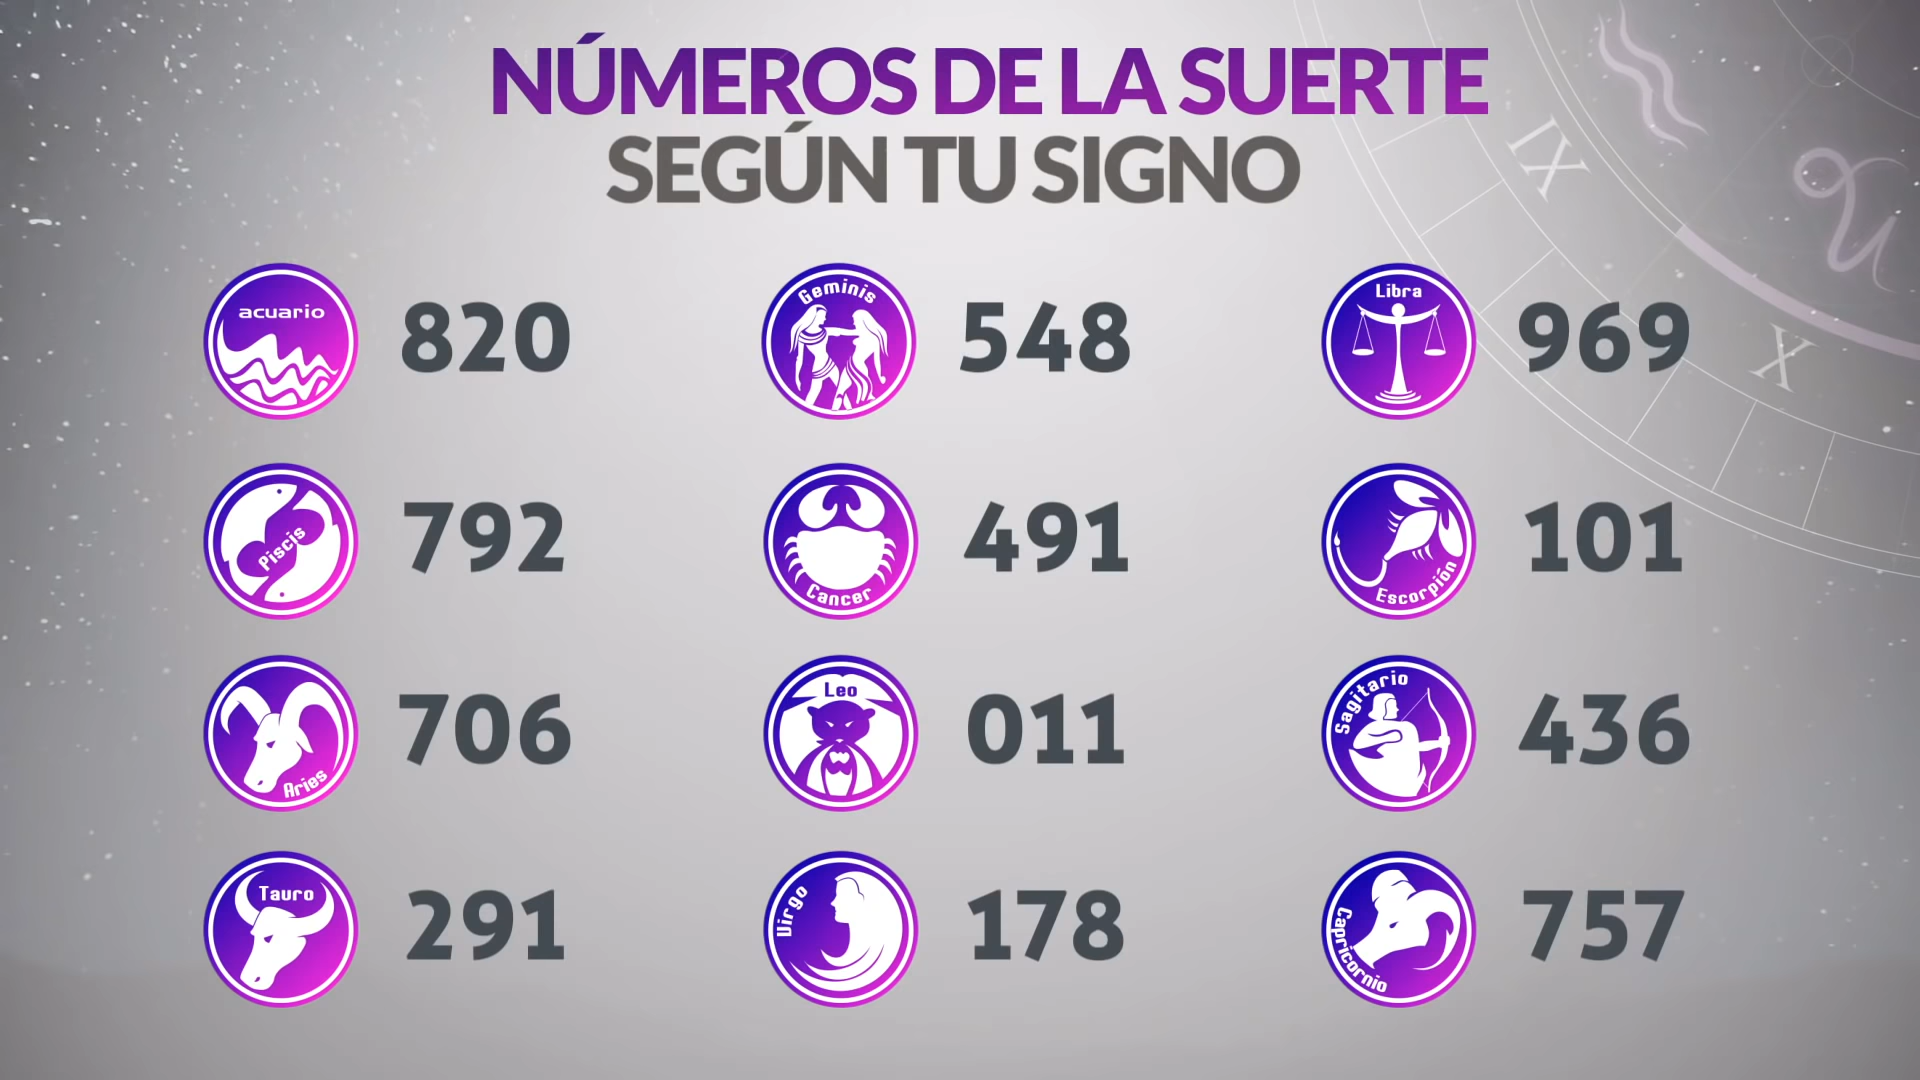 NÚMEROS DE LA SUERTE
SEGÚN TU SIGNO
IX
X
acuario 820
Geminis 548
Libra 969
Piscis 792
Cancer 491
Escorpión 101
Aries 706
Leo 011
Sagitario 436
Tauro 291
Virgo 178
Capricornio 757